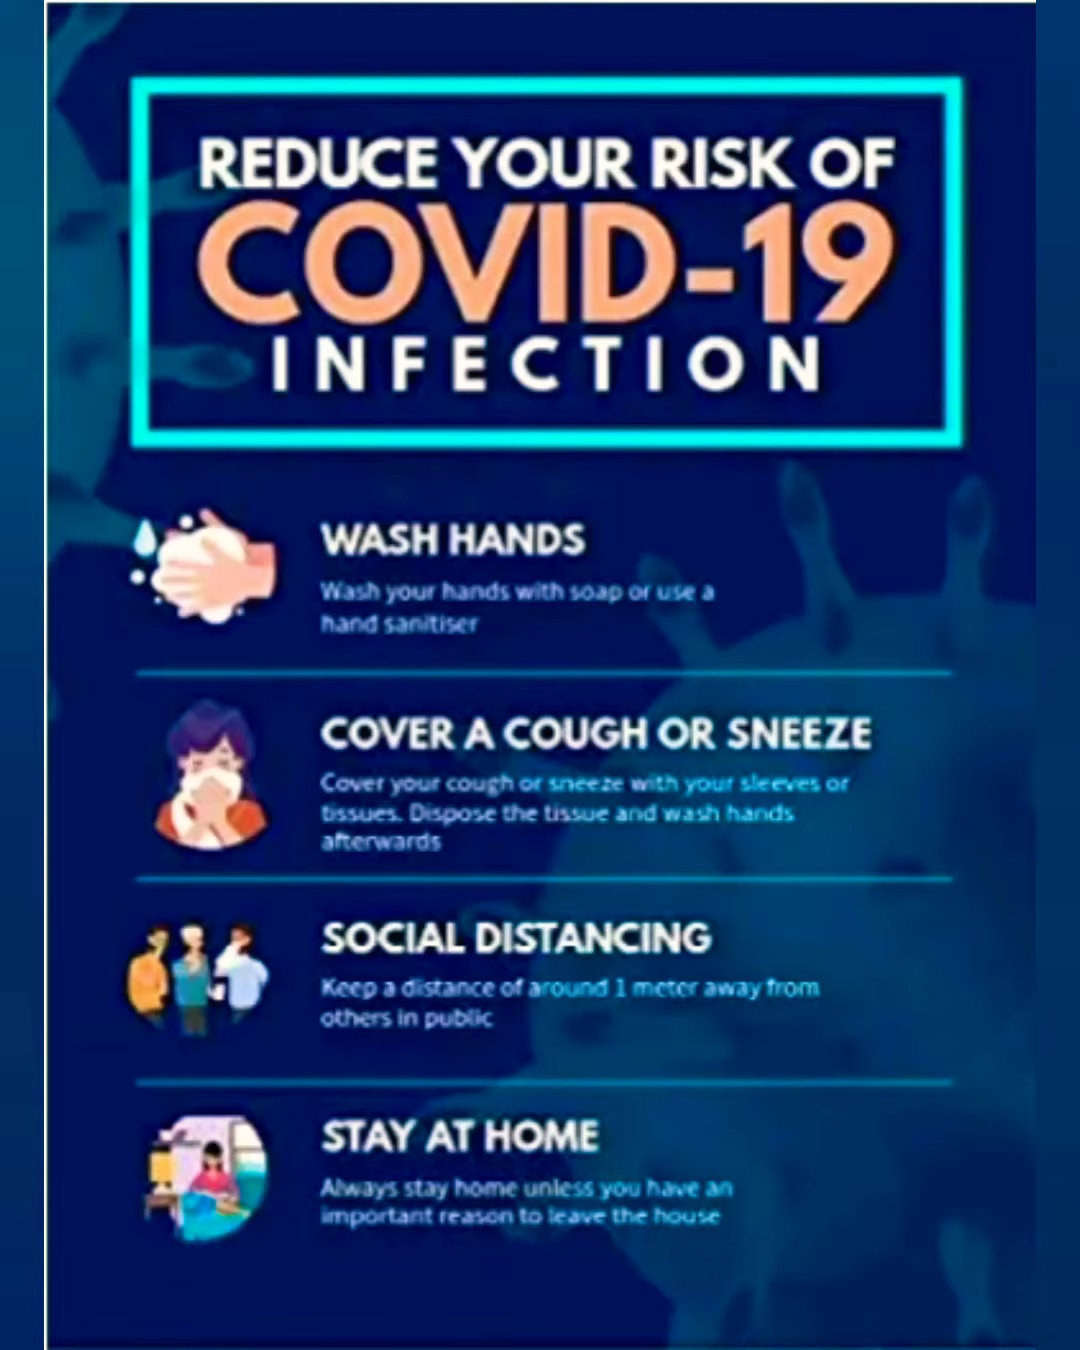 REDUCE YOUR RISK OF
COVID-19
INFECTION
WASH HANDS
Wash your hands with soap or use a
hand sanitiser
COVER A COUGH OR SNEEZE
Cover your cough or sneeze with your sleeves or
tissues. Dispose the tissue and wash hands
afterwards
SOCIAL DISTANCING
Keep a distance of around 1 meter away from
others in public
STAY AT HOME
Always stay home unless you have an
important reason to leave the house